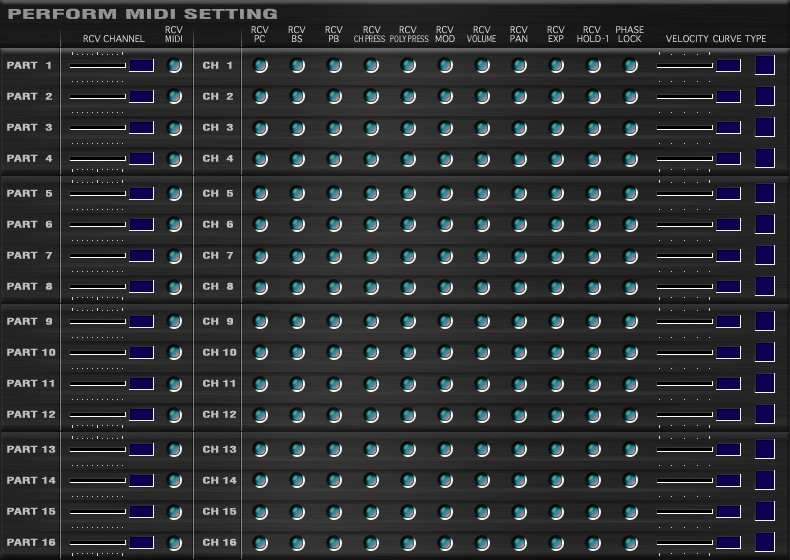 PERFORM MIDI SETTING
RCV CHANNEL RCV MIDI RCV PC RCV BS RCV PB RCV CH PRESS RCV POLY PRESS RCV MOD RCV VOLUME RCV PAN RCV EXP RCV HOLD-1 PHASE LOCK VELOCITY CURVE TYPE
PART 1 CH 1
PART 2 CH 2
PART 3 CH 3
PART 4 CH 4
PART 5 CH 5
PART 6 CH 6
PART 7 CH 7
PART 8 CH 8
PART 9 CH 9
PART 10 CH 10
PART 11 CH 11
PART 12 CH 12
PART 13 CH 13
PART 14 CH 14
PART 15 CH 15
PART 16 CH 16